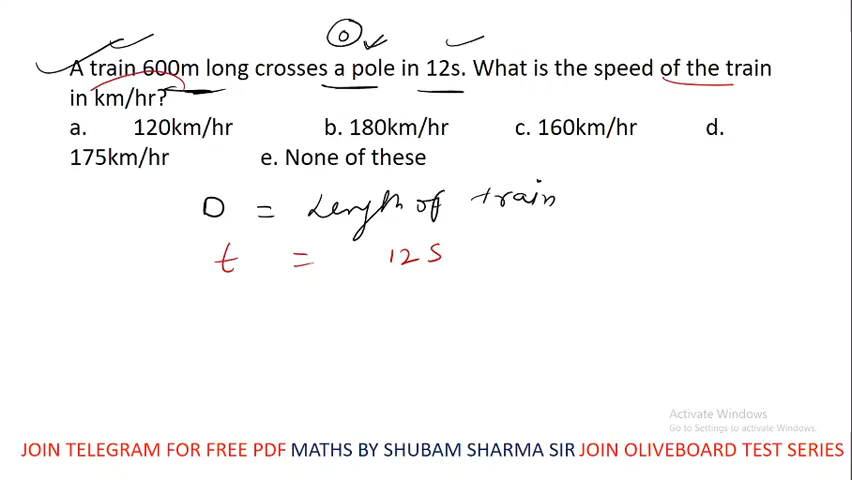 A train 600m long crosses a pole in 12s. What is the speed of the train
in km/hr?
a. 120km/hr b. 180km/hr c. 160km/hr d.
175km/hr e. None of these
D = Length of train
t = 12 S
Activate Windows
Go to Settings to activate Windows.
JOIN TELEGRAM FOR FREE PDF MATHS BY SHUBAM SHARMA SIR JOIN OLIVEBOARD TEST SERIES